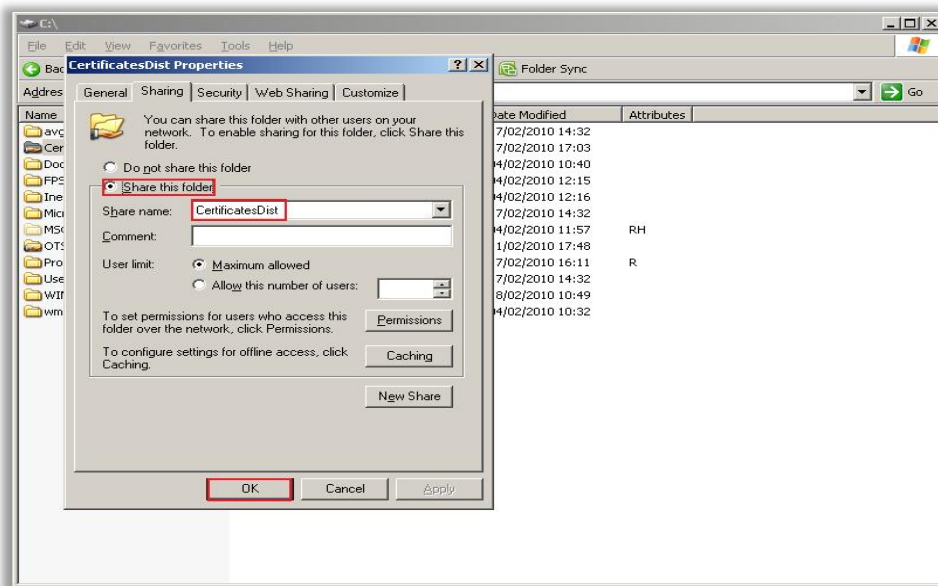 C:\
File Edit View Favorites Tools Help
Bac
CertificatesDist Properties
Folder Sync
Addres
General Sharing Security Web Sharing Customize
Go
Name
Date Modified Attributes
You can share this folder with other users on your
network. To enable sharing for this folder, click Share this
folder.
Do not share this folder
Share this folder
Share name: CertificatesDist
Comment:
User limit: Maximum allowed
Allow this number of users:
To set permissions for users who access this
folder over the network, click Permissions.
Permissions
To configure settings for offline access, click
Caching.
Caching
New Share
OK Cancel Apply
avg
Cer
Doc
FPS
Ine
Micr
MSO
OTS
Pro
Use
WIN
wm
7/02/2010 14:32
7/02/2010 17:03
04/02/2010 10:40
04/02/2010 12:15
04/02/2010 12:16
7/02/2010 14:32
04/02/2010 11:57 RH
1/02/2010 17:48
7/02/2010 16:11 R
7/02/2010 14:32
8/02/2010 10:49
04/02/2010 10:32